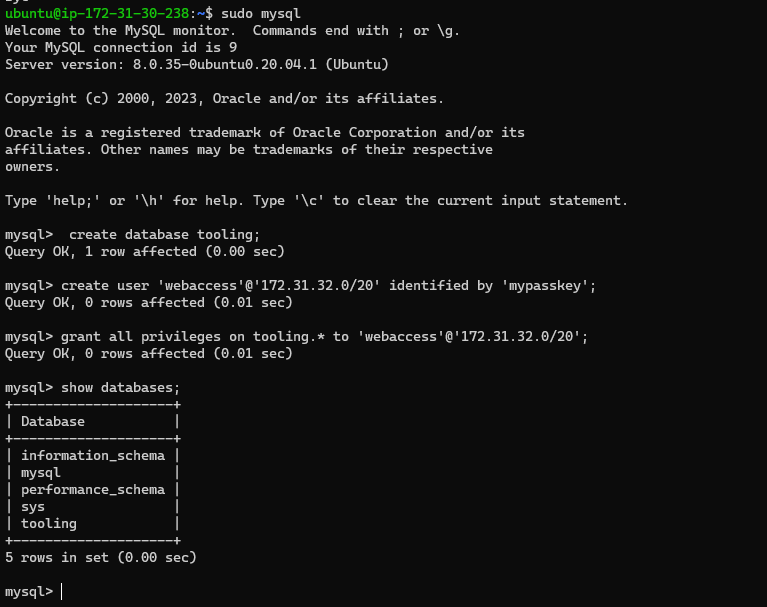 ubuntu@ip-172-31-30-238:~$ sudo mysql
Welcome to the MySQL monitor.  Commands end with ; or \g.
Your MySQL connection id is 9
Server version: 8.0.35-0ubuntu0.20.04.1 (Ubuntu)

Copyright (c) 2000, 2023, Oracle and/or its affiliates.

Oracle is a registered trademark of Oracle Corporation and/or its
affiliates. Other names may be trademarks of their respective
owners.

Type 'help;' or '\h' for help. Type '\c' to clear the current input statement.

mysql>  create database tooling;
Query OK, 1 row affected (0.00 sec)

mysql> create user 'webaccess'@'172.31.32.0/20' identified by 'mypasskey';
Query OK, 0 rows affected (0.01 sec)

mysql> grant all privileges on tooling.* to 'webaccess'@'172.31.32.0/20';
Query OK, 0 rows affected (0.01 sec)

mysql> show databases;
+--------------------+
| Database           |
+--------------------+
| information_schema |
| mysql              |
| performance_schema |
| sys                |
| tooling            |
+--------------------+
5 rows in set (0.00 sec)

mysql>